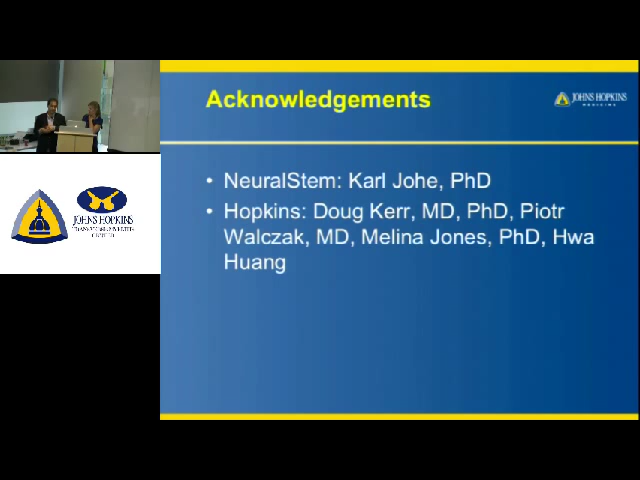 Acknowledgements
JOHNS HOPKINS
MEDICINE
• NeuralStem: Karl Johe, PhD
• Hopkins: Doug Kerr, MD, PhD, Piotr
Walczak, MD, Melina Jones, PhD, Hwa
Huang
JOHNS HOPKINS